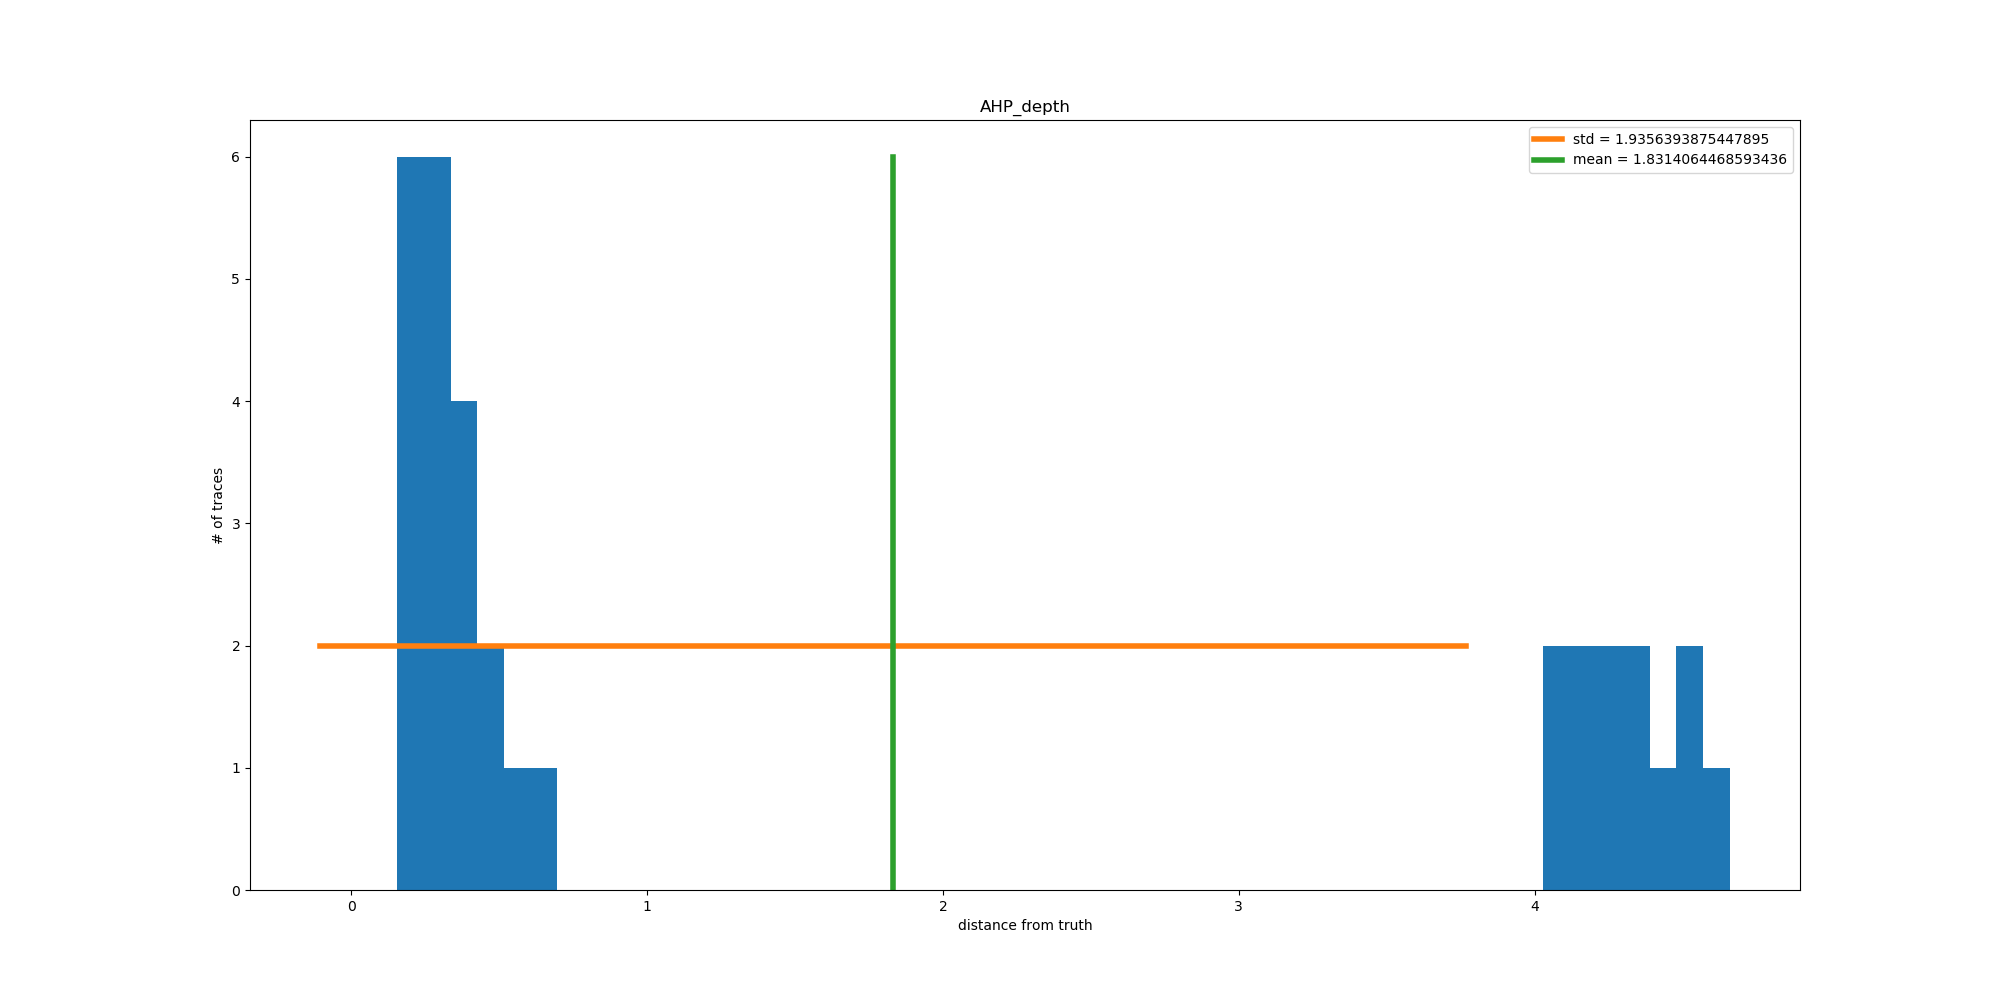 AHP_depth
std = 1.9356393875447895
mean = 1.8314064468593436
6
5
4
3
2
1
0
# of traces
0 1 2 3 4
distance from truth